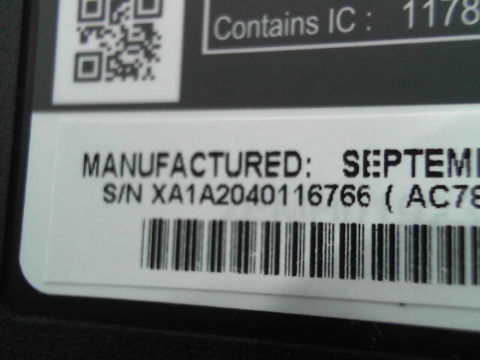 Contains IC : 1178
MANUFACTURED: SEPTEM
S/N XA1A2040116766 ( AC78